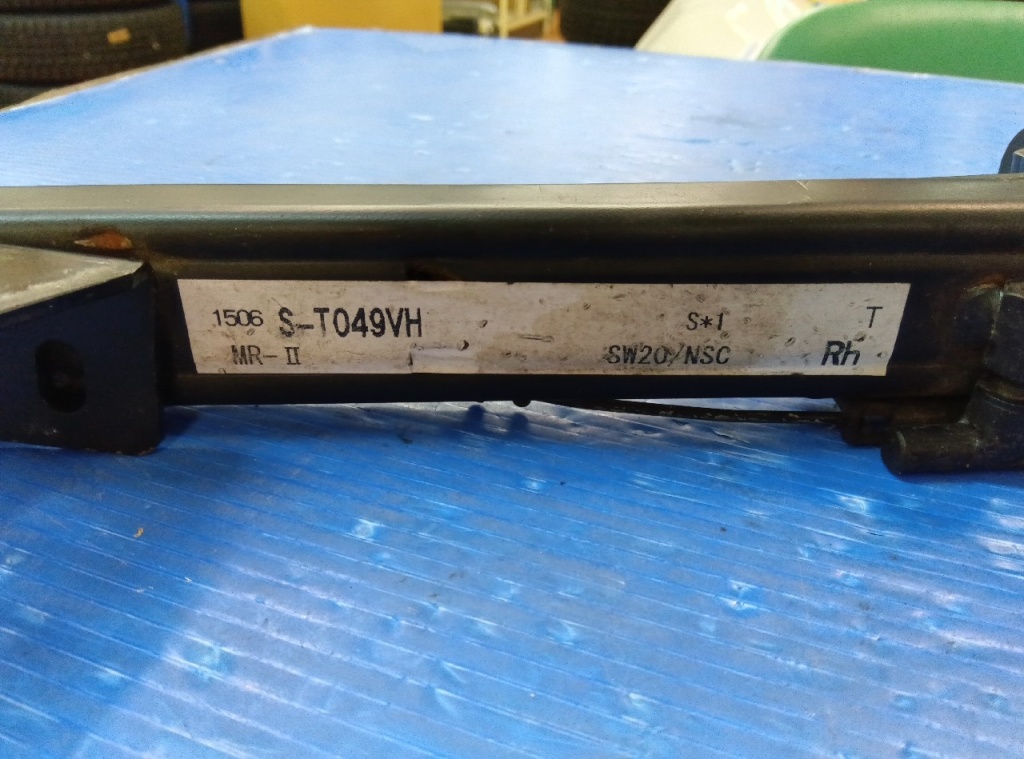 1506 S-T049VH S*1 T
MR-Ⅱ SW20/NSC Rh